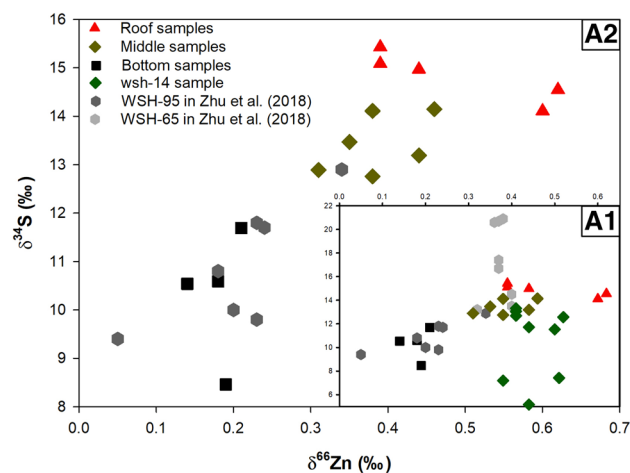 A2
16
15
14
13
12
11
10
9
8
δ³⁴S (‰)
Roof samples
Middle samples
Bottom samples
wsh-14 sample
WSH-95 in Zhu et al. (2018)
WSH-65 in Zhu et al. (2018)
0.0 0.1 0.2 0.3 0.4 0.5 0.6
A1
22
20
18
16
14
12
10
8
6
0.0 0.1 0.2 0.3 0.4 0.5 0.6 0.7
δ⁶⁶Zn (‰)